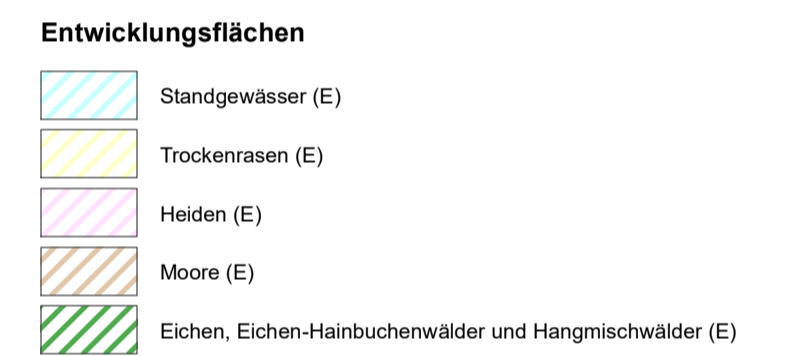 Entwicklungsflächen
Standgewässer (E)
Trockenrasen (E)
Heiden (E)
Moore (E)
Eichen, Eichen-Hainbuchenwälder und Hangmischwälder (E)